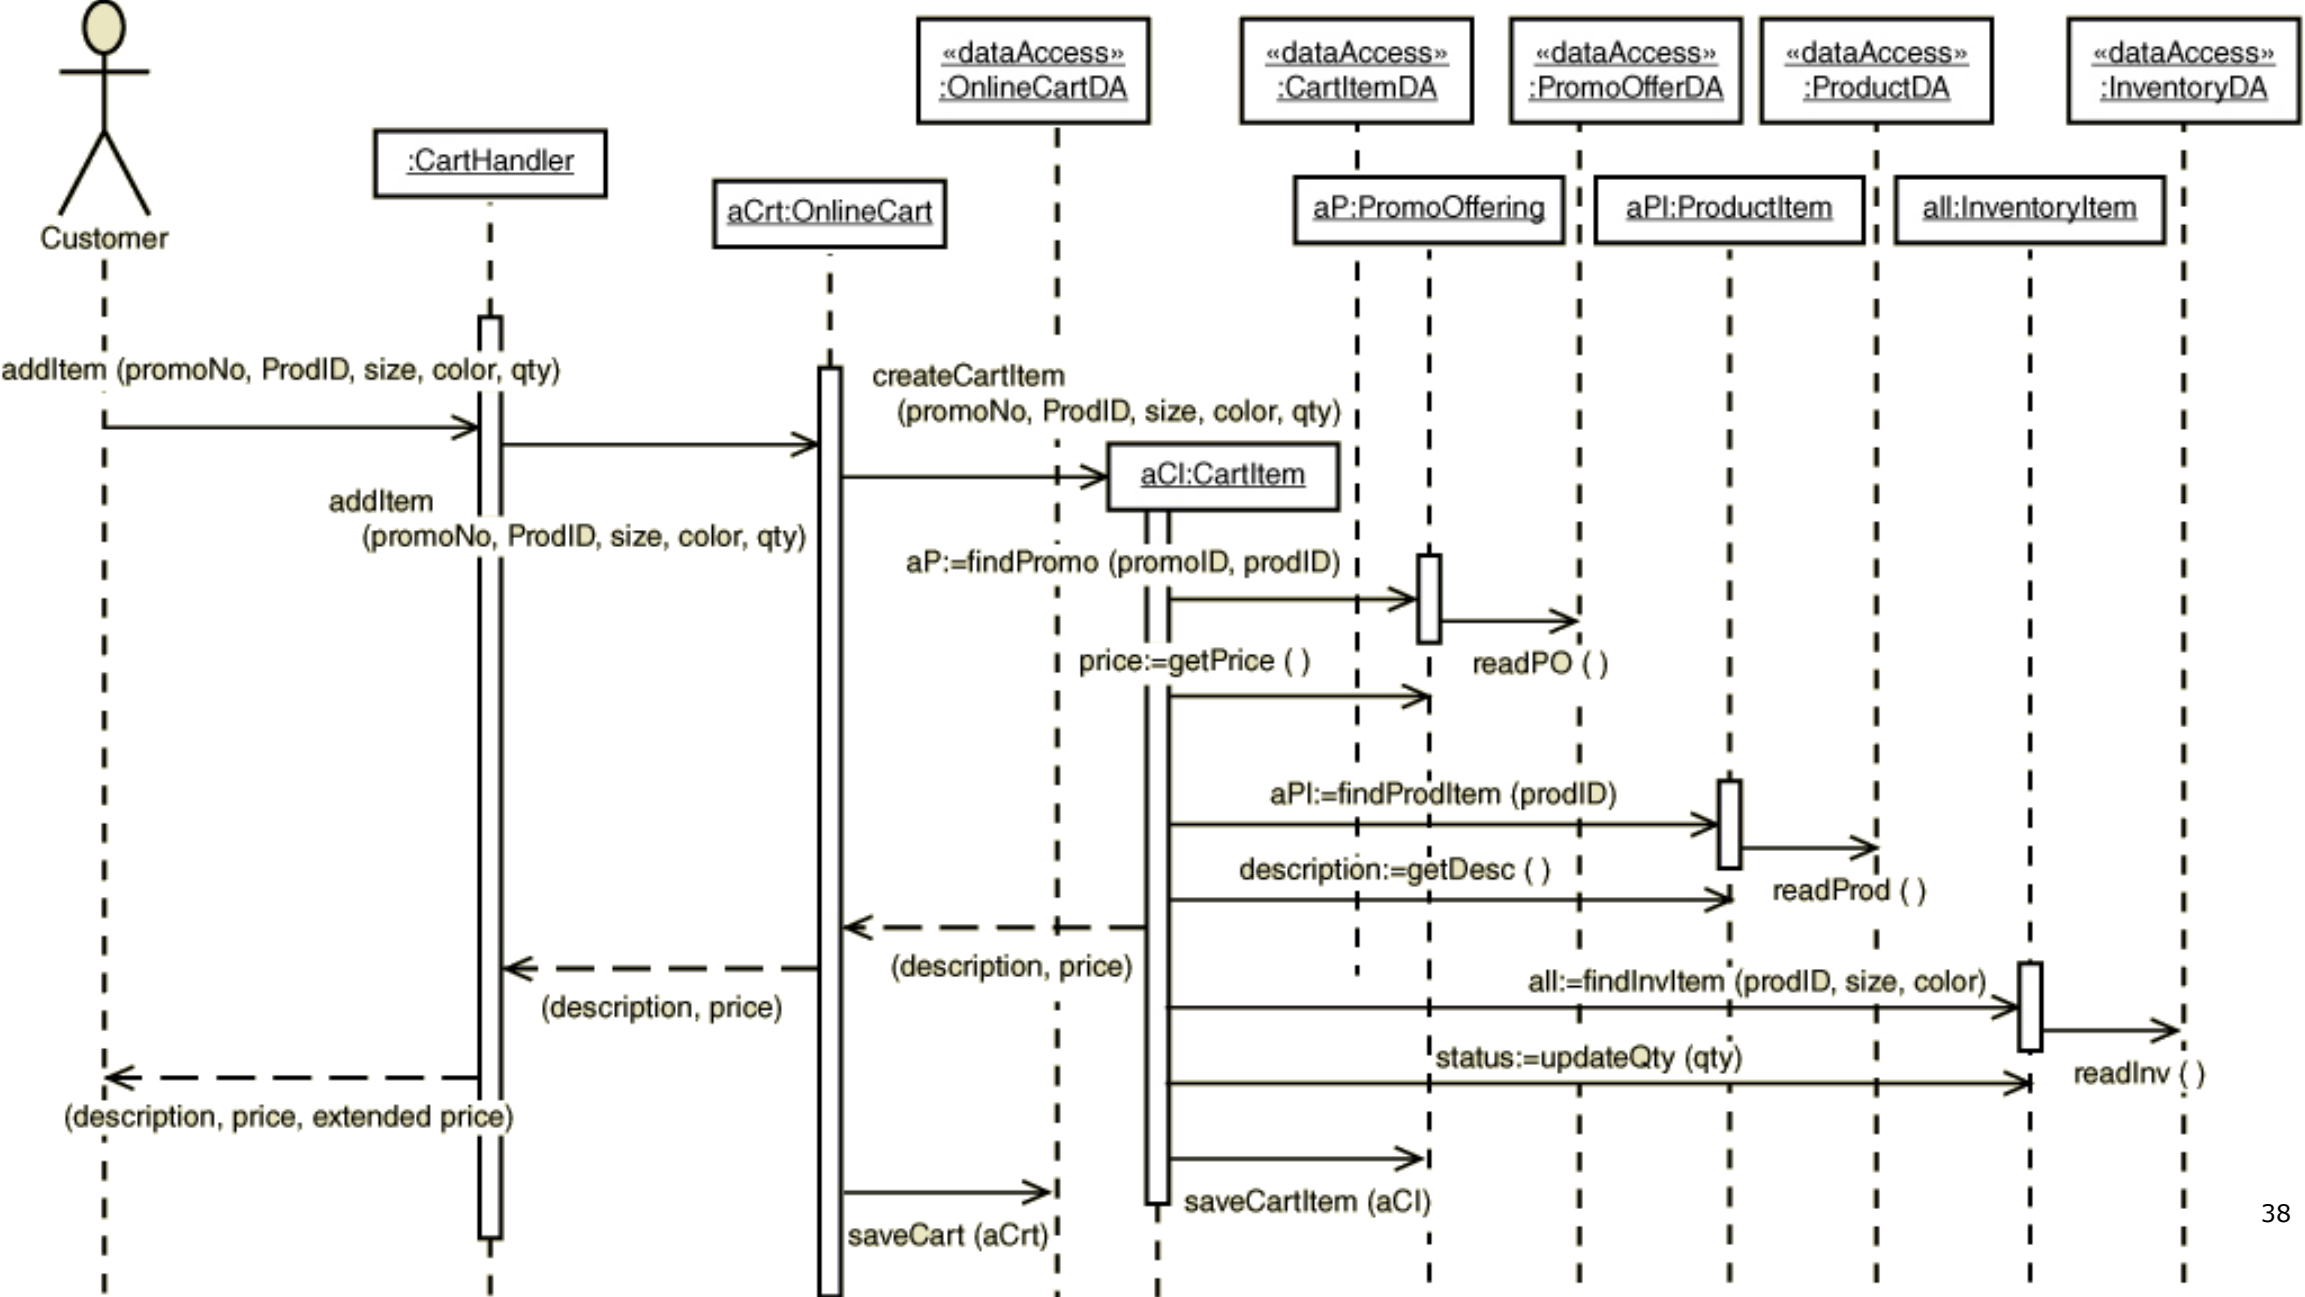 «dataAccess»
:OnlineCartDA
«dataAccess»
:CartItemDA
«dataAccess»
:PromoOfferDA
«dataAccess»
:ProductDA
«dataAccess»
:InventoryDA
:CartHandler
aCrt:OnlineCart
aP:PromoOffering
aPI:ProductItem
aII:InventoryItem
Customer
addItem (promoNo, ProdID, size, color, qty)
createCartItem
(promoNo, ProdID, size, color, qty)
aCI:CartItem
addItem
(promoNo, ProdID, size, color, qty)
aP:=findPromo (promoID, prodID)
price:=getPrice ( )
readPO ( )
aPI:=findProdItem (prodID)
description:=getDesc ( )
readProd ( )
(description, price)
(description, price)
aII:=findInvItem (prodID, size, color)
status:=updateQty (qty)
readInv ( )
(description, price, extended price)
saveCartItem (aCI)
saveCart (aCrt)
38